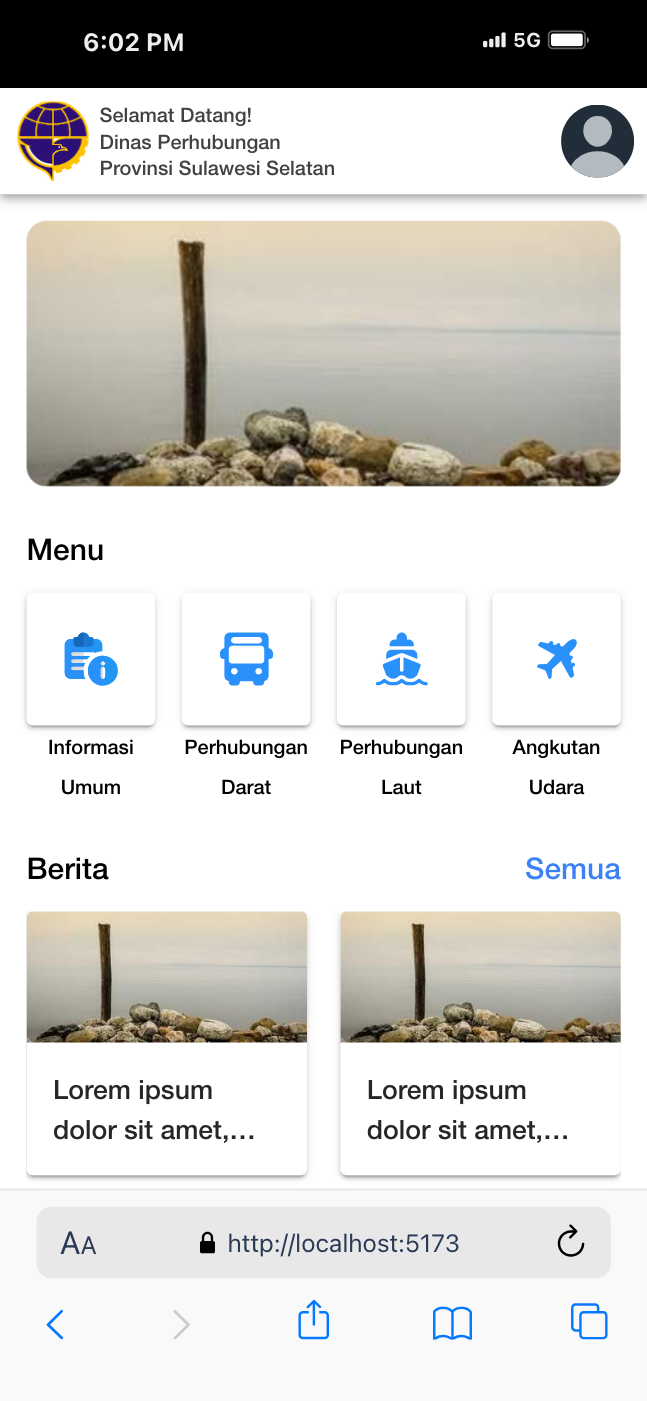 6:02 PM
5G
Selamat Datang!
Dinas Perhubungan
Provinsi Sulawesi Selatan
Menu
Informasi
Umum
Perhubungan
Darat
Perhubungan
Laut
Angkutan
Udara
Berita
Semua
Lorem ipsum
dolor sit amet,...
Lorem ipsum
dolor sit amet,...
AA
http://localhost:5173